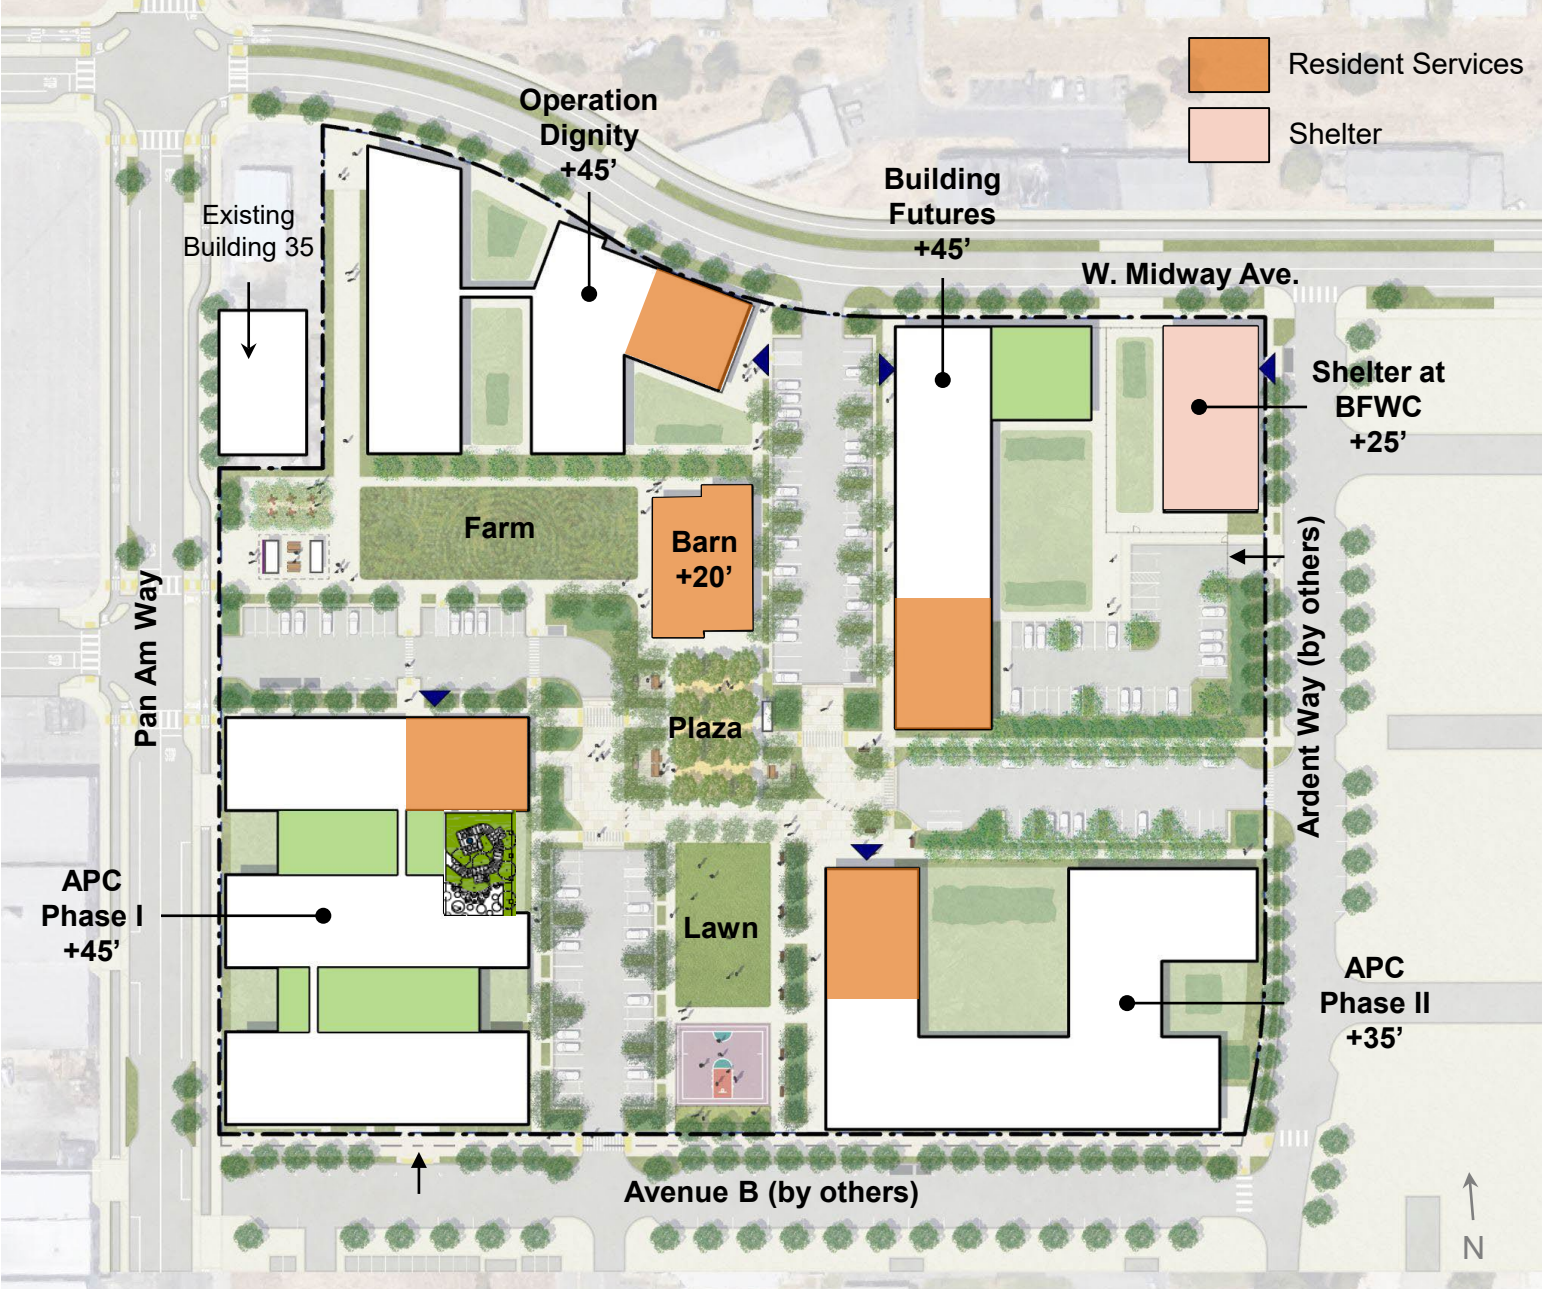 Resident Services
Shelter
Operation
Dignity
+45’
Building
Futures
+45’
Existing
Building 35
W. Midway Ave.
Shelter at
BFWC
+25’
Farm
Barn
+20’
Pan Am Way
Ardent Way (by others)
Plaza
APC
Phase I
+45’
Lawn
APC
Phase II
+35’
Avenue B (by others)
N